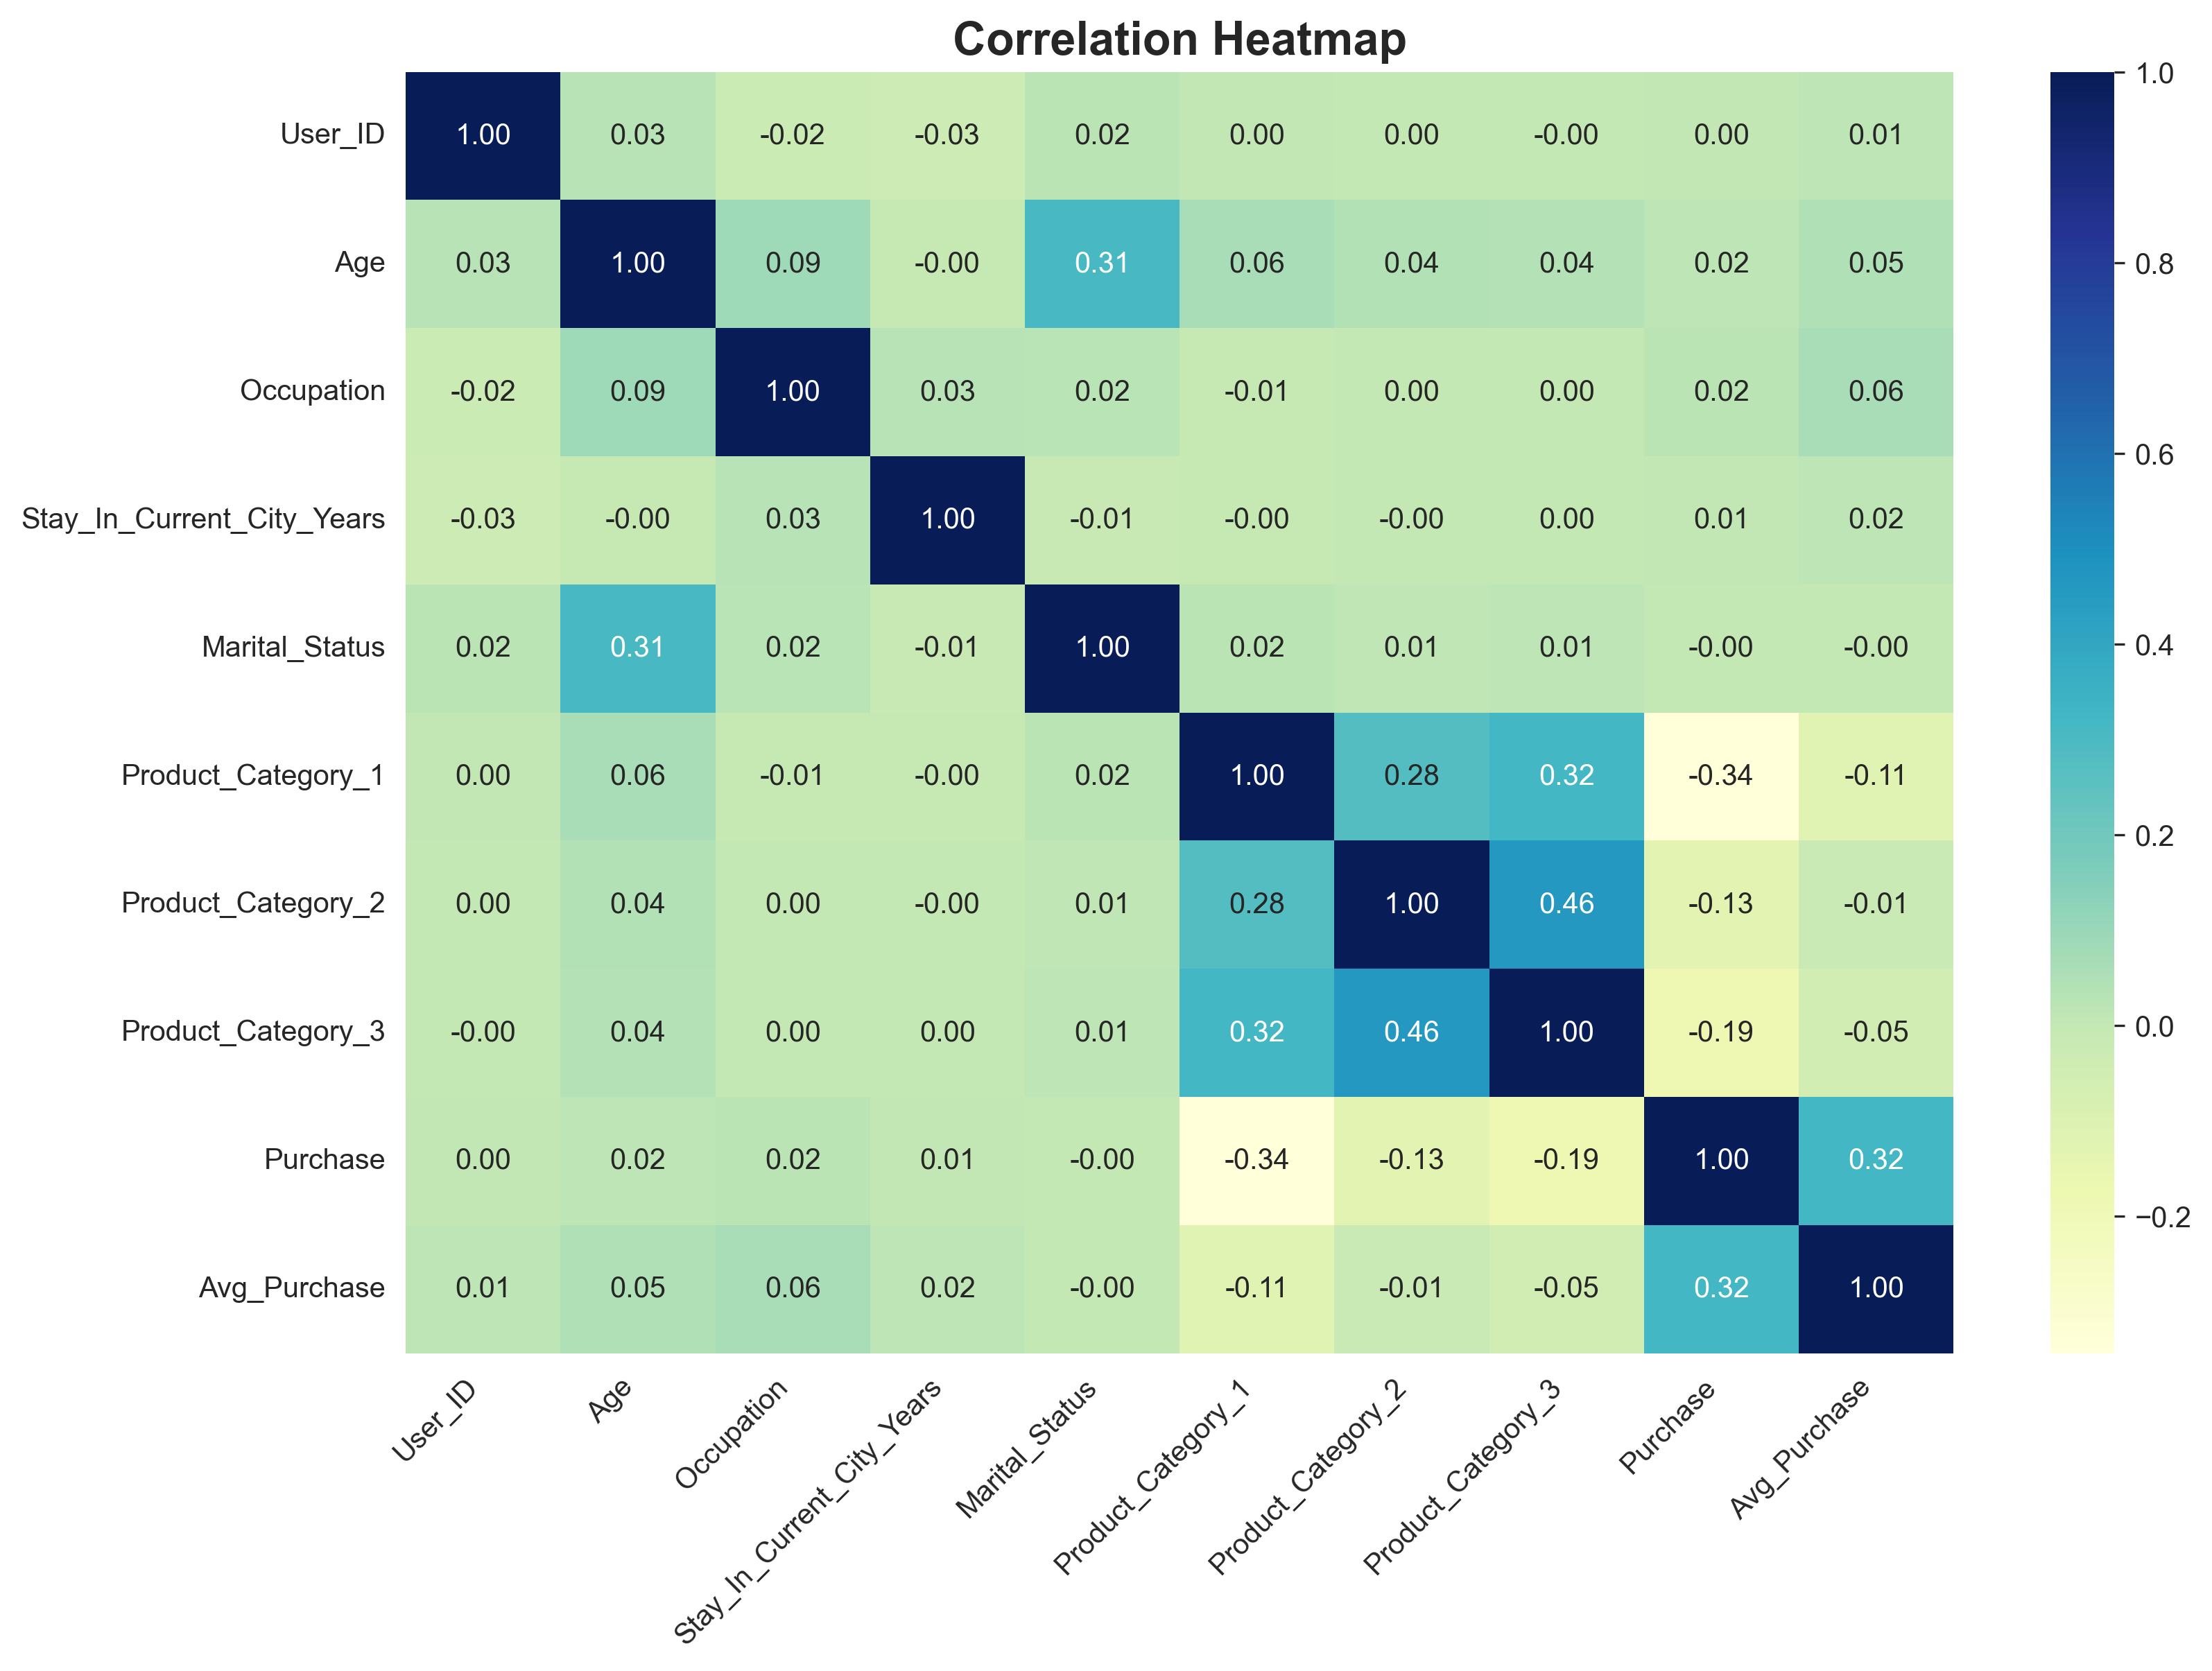 Correlation Heatmap
User_ID 1.00 0.03 -0.02 -0.03 0.02 0.00 0.00 -0.00 0.00 0.01
Age 0.03 1.00 0.09 -0.00 0.31 0.06 0.04 0.04 0.02 0.05
Occupation -0.02 0.09 1.00 0.03 0.02 -0.01 0.00 0.00 0.02 0.06
Stay_In_Current_City_Years -0.03 -0.00 0.03 1.00 -0.01 -0.00 -0.00 0.00 0.01 0.02
Marital_Status 0.02 0.31 0.02 -0.01 1.00 0.02 0.01 0.01 -0.00 -0.00
Product_Category_1 0.00 0.06 -0.01 -0.00 0.02 1.00 0.28 0.32 -0.34 -0.11
Product_Category_2 0.00 0.04 0.00 -0.00 0.01 0.28 1.00 0.46 -0.13 -0.01
Product_Category_3 -0.00 0.04 0.00 0.00 0.01 0.32 0.46 1.00 -0.19 -0.05
Purchase 0.00 0.02 0.02 0.01 -0.00 -0.34 -0.13 -0.19 1.00 0.32
Avg_Purchase 0.01 0.05 0.06 0.02 -0.00 -0.11 -0.01 -0.05 0.32 1.00
User_ID Age Occupation Stay_In_Current_City_Years Marital_Status Product_Category_1 Product_Category_2 Product_Category_3 Purchase Avg_Purchase
1.0
0.8
0.6
0.4
0.2
0.0
−0.2